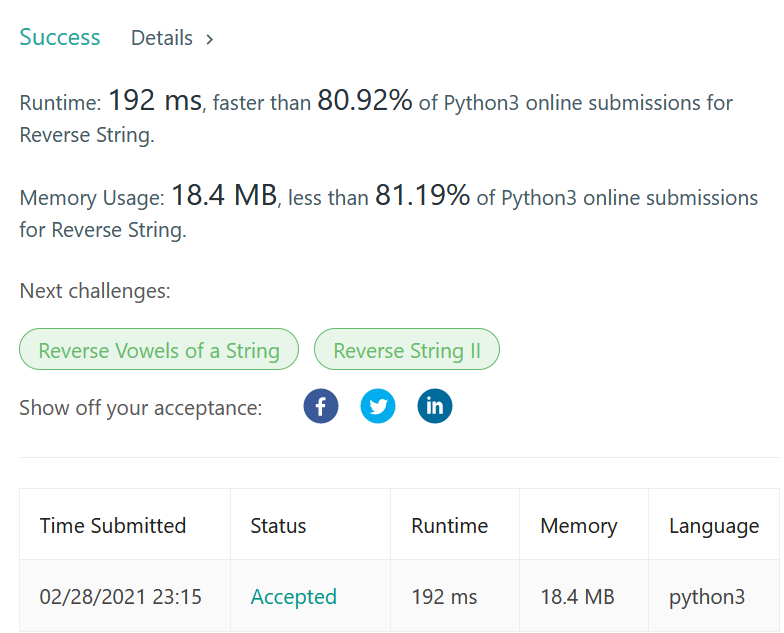 Success Details >
Runtime: 192 ms, faster than 80.92% of Python3 online submissions for
Reverse String.
Memory Usage: 18.4 MB, less than 81.19% of Python3 online submissions
for Reverse String.
Next challenges:
Reverse Vowels of a String Reverse String II
Show off your acceptance: f in
Time Submitted Status Runtime Memory Language
02/28/2021 23:15 Accepted 192 ms 18.4 MB python3